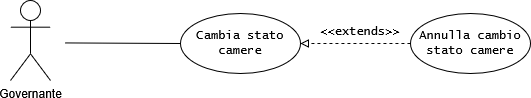 Cambia stato
camere
<<extends>>
Annulla cambio
stato camere
Governante